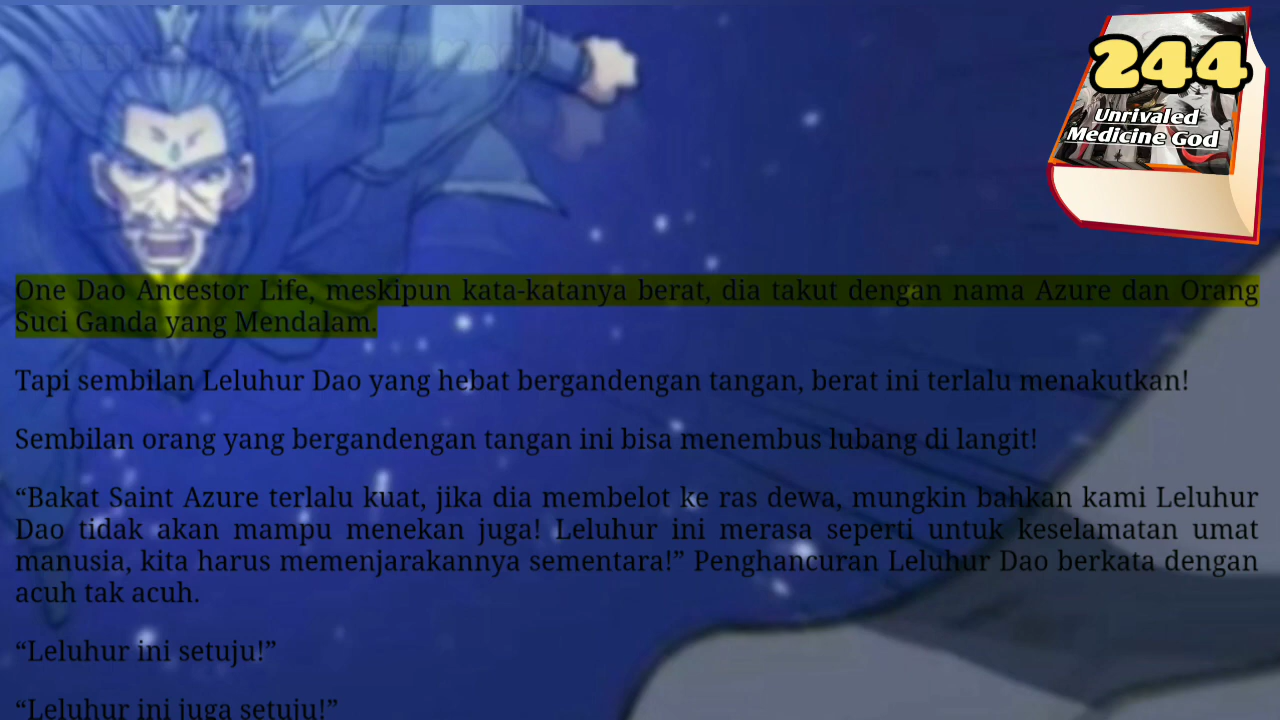 244
Unrivaled
Medicine God
One Dao Ancestor Life, meskipun kata-katanya berat, dia takut dengan nama Azure dan Orang
Suci Ganda yang Mendalam.
Tapi sembilan Leluhur Dao yang hebat bergandengan tangan, berat ini terlalu menakutkan!
Sembilan orang yang bergandengan tangan ini bisa menembus lubang di langit!
“Bakat Saint Azure terlalu kuat, jika dia membelot ke ras dewa, mungkin bahkan kami Leluhur
Dao tidak akan mampu menekan juga! Leluhur ini merasa seperti untuk keselamatan umat
manusia, kita harus memenjarakannya sementara!” Penghancuran Leluhur Dao berkata dengan
acuh tak acuh.
“Leluhur ini setuju!”
“Leluhur ini juga setuju!”